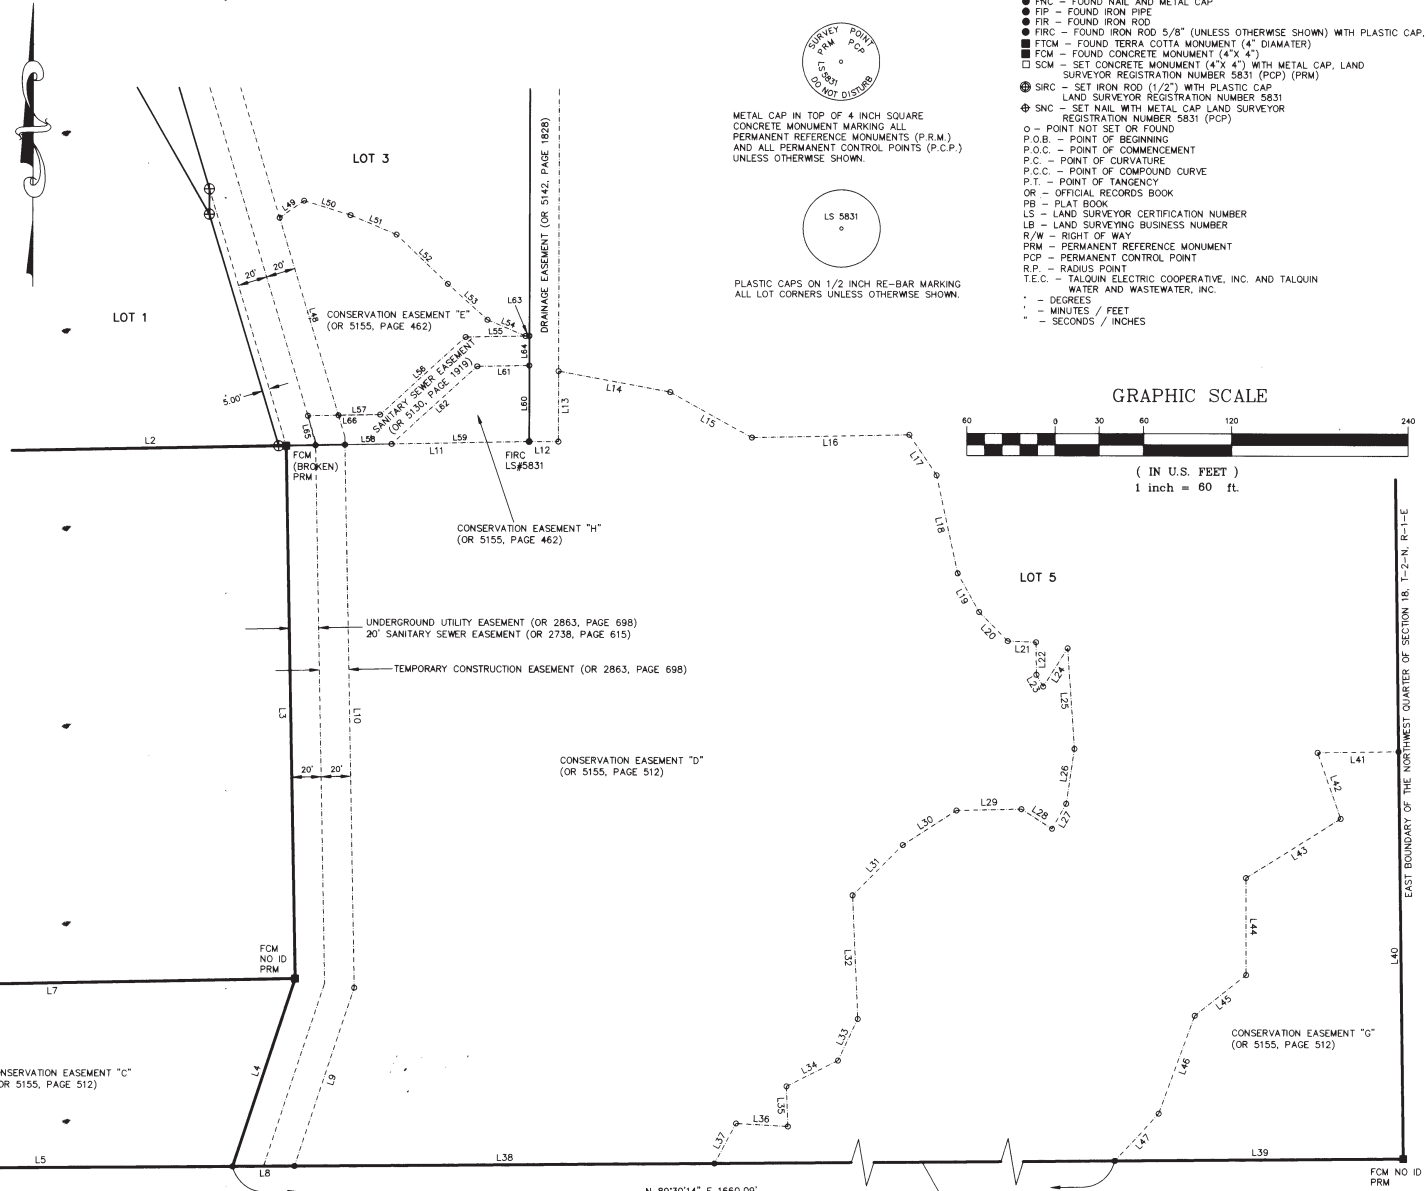 FNC – FOUND NAIL AND METAL CAP
FIP – FOUND IRON PIPE
FIR – FOUND IRON ROD
FIRC – FOUND IRON ROD 5/8" (UNLESS OTHERWISE SHOWN) WITH PLASTIC CAP,
FTCM – FOUND TERRA COTTA MONUMENT (4" DIAMATER)
FCM – FOUND CONCRETE MONUMENT (4"X 4")
SCM – SET CONCRETE MONUMENT (4"X 4") WITH METAL CAP, LAND
SURVEYOR REGISTRATION NUMBER 5831 (PCP) (PRM)
SIRC – SET IRON ROD (1/2") WITH PLASTIC CAP
LAND SURVEYOR REGISTRATION NUMBER 5831
SNC – SET NAIL WITH METAL CAP LAND SURVEYOR
REGISTRATION NUMBER 5831 (PCP)
o – POINT NOT SET OR FOUND
P.O.B. – POINT OF BEGINNING
P.O.C. – POINT OF COMMENCEMENT
P.C. – POINT OF CURVATURE
P.C.C. – POINT OF COMPOUND CURVE
P.T. – POINT OF TANGENCY
OR – OFFICIAL RECORDS BOOK
PB – PLAT BOOK
LS – LAND SURVEYOR CERTIFICATION NUMBER
LB – LAND SURVEYING BUSINESS NUMBER
R/W – RIGHT OF WAY
PRM – PERMANENT REFERENCE MONUMENT
PCP – PERMANENT CONTROL POINT
R.P. – RADIUS POINT
T.E.C. – TALQUIN ELECTRIC COOPERATIVE, INC. AND TALQUIN
WATER AND WASTEWATER, INC.
° – DEGREES
' – MINUTES / FEET
" – SECONDS / INCHES
SURVEY POINT
PRM PCP
LS 5831
DO NOT DISTURB
METAL CAP IN TOP OF 4 INCH SQUARE
CONCRETE MONUMENT MARKING ALL
PERMANENT REFERENCE MONUMENTS (P.R.M.)
AND ALL PERMANENT CONTROL POINTS (P.C.P.)
UNLESS OTHERWISE SHOWN.
LS 5831
PLASTIC CAPS ON 1/2 INCH RE-BAR MARKING
ALL LOT CORNERS UNLESS OTHERWISE SHOWN.
GRAPHIC SCALE
60 0 30 60 120 240
( IN U.S. FEET )
1 inch = 60 ft.
LOT 3
DRAINAGE EASEMENT (OR 5142, PAGE 1828)
L49
L50
L51
L52
L53
L54
L63
20' 20'
L48
LOT 1
CONSERVATION EASEMENT "E"
(OR 5155, PAGE 462)
L55
L64
L56
SANITARY SEWER EASEMENT
(OR 5130, PAGE 1919)
L61
L62
L60
L13
L14
L15
L16
L17
5.00'
L57
L66
L65
L2
L58
L59
L11
L12
FCM
(BROKEN)
PRM
FIRC
LS#5831
CONSERVATION EASEMENT "H"
(OR 5155, PAGE 462)
L18
L19
L20
L21
L22
L23
L24
L25
L26
L27
L28
L29
L30
L31
L32
L33
L34
L35
L36
L37
LOT 5
EAST BOUNDARY OF THE NORTHWEST QUARTER OF SECTION 18, T-2-N, R-1-E
UNDERGROUND UTILITY EASEMENT (OR 2863, PAGE 698)
20' SANITARY SEWER EASEMENT (OR 2738, PAGE 615)
TEMPORARY CONSTRUCTION EASEMENT (OR 2863, PAGE 698)
L3
L10
20' 20'
CONSERVATION EASEMENT "D"
(OR 5155, PAGE 512)
L41
L42
L43
L44
L45
L46
L47
L40
FCM
NO ID
PRM
L7
CONSERVATION EASEMENT "G"
(OR 5155, PAGE 512)
NSERVATION EASEMENT "C"
OR 5155, PAGE 512)
L4
L9
L5
L8
L38
L39
FCM NO ID
PRM
N 89°30'14" E 1660.09'